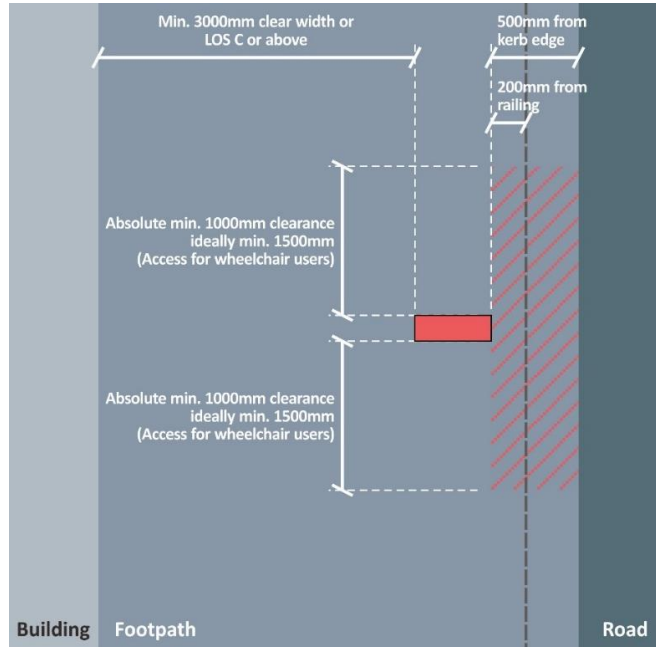 Min. 3000mm clear width or
LOS C or above
500mm from
kerb edge
200mm from
railing
Absolute min. 1000mm clearance
ideally min. 1500mm
(Access for wheelchair users)
Absolute min. 1000mm clearance
ideally min. 1500mm
(Access for wheelchair users)
Building
Footpath
Road